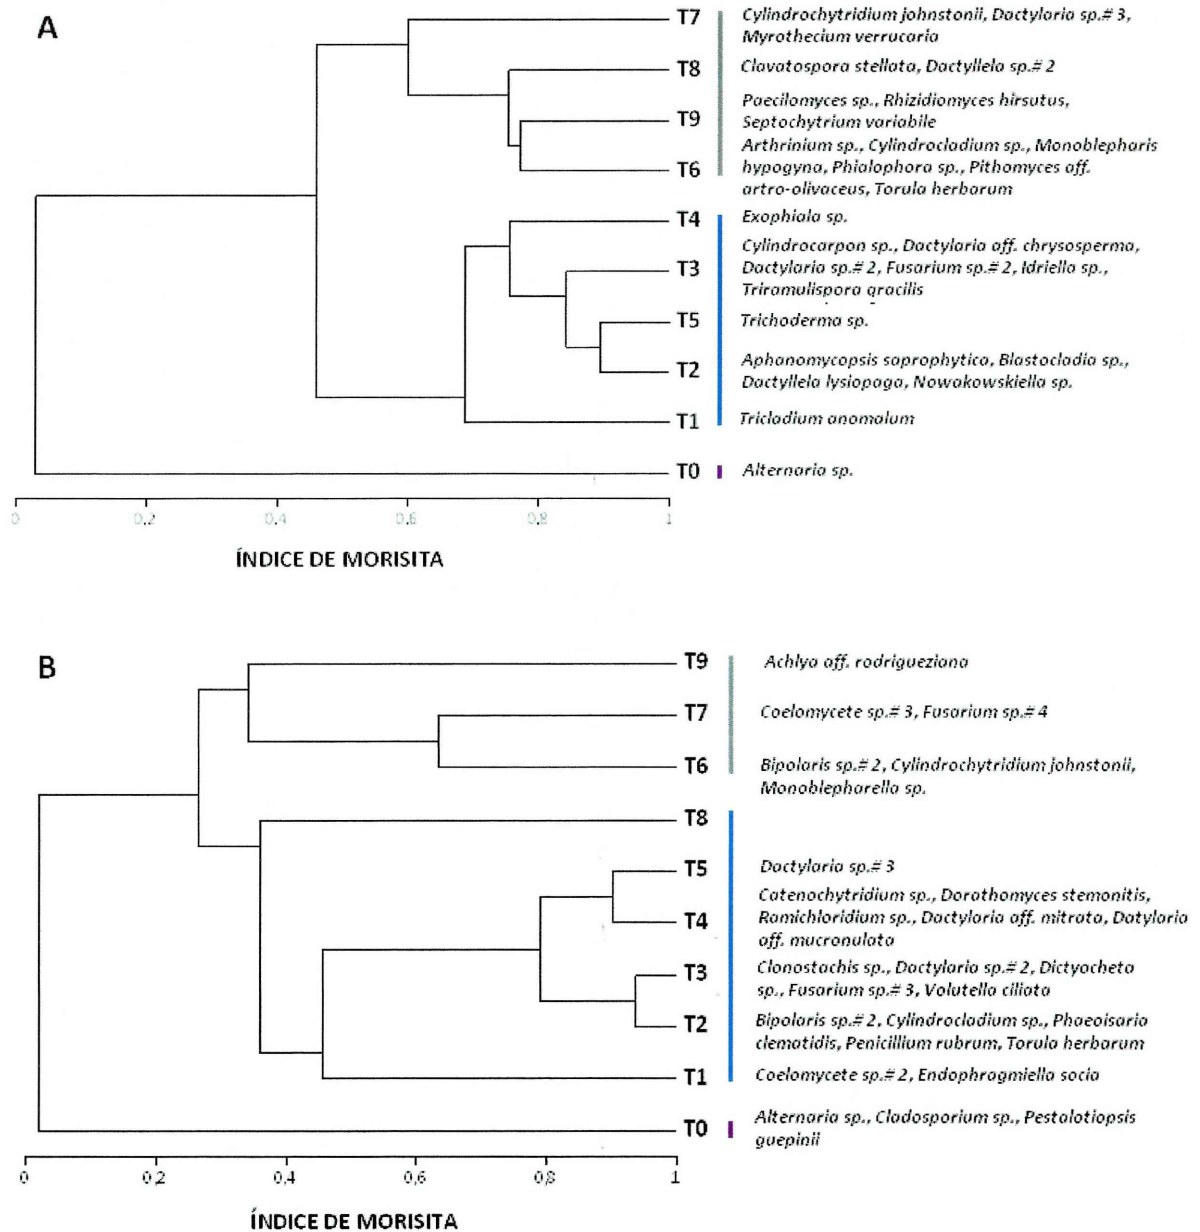 A
T7 Cylindrochytridium johnstonii, Dactylaria sp.# 3,
Myrothecium verrucaria
T8 Clavatospora stellata, Dactyllela sp.# 2
T9 Paecilomyces sp., Rhizidiomyces hirsutus,
Septochytrium variabile
T6 Arthrinium sp., Cylindrocladium sp., Monoblepharis
hypogyna, Phialophora sp., Pithomyces aff.
artro-olivaceus, Torula herbarum
T4 Exophiala sp.
T3 Cylindrocarpon sp., Dactylaria aff. chrysosperma,
Dactylaria sp.# 2, Fusarium sp.# 2, Idriella sp.,
Triramulispora gracilis
T5 Trichoderma sp.
T2 Aphanomycopsis saprophytica, Blastocladia sp.,
Dactyllela lysiopaga, Nowakowskiella sp.
T1 Tricladium anomalum
T0 Alternaria sp.
0 0,2 0,4 0,6 0,8 1
ÍNDICE DE MORISITA
B
T9 Achlya aff. rodrigueziana
T7 Coelomycete sp.# 3, Fusarium sp.# 4
T6 Bipolaris sp.# 2, Cylindrochytridium johnstonii,
Monoblepharella sp.
T8
T5 Dactylaria sp.# 3
T4 Catenochytridium sp., Dorathomyces stemonitis,
Ramichloridium sp., Dactylaria aff. mitrata, Datylaria
aff. mucronulata
T3 Clonostachis sp., Dactylaria sp.# 2, Dictyocheta
sp., Fusarium sp.# 3, Volutella ciliata
T2 Bipolaris sp.# 2, Cylindrocladium sp., Phaeoisaria
clematidis, Penicillium rubrum, Torula herbarum
T1 Coelomycete sp.# 2, Endophragmiella socia
T0 Alternaria sp., Cladosporium sp., Pestalotiopsis
guepinii
0 0,2 0,4 0,6 0,8 1
ÍNDICE DE MORISITA